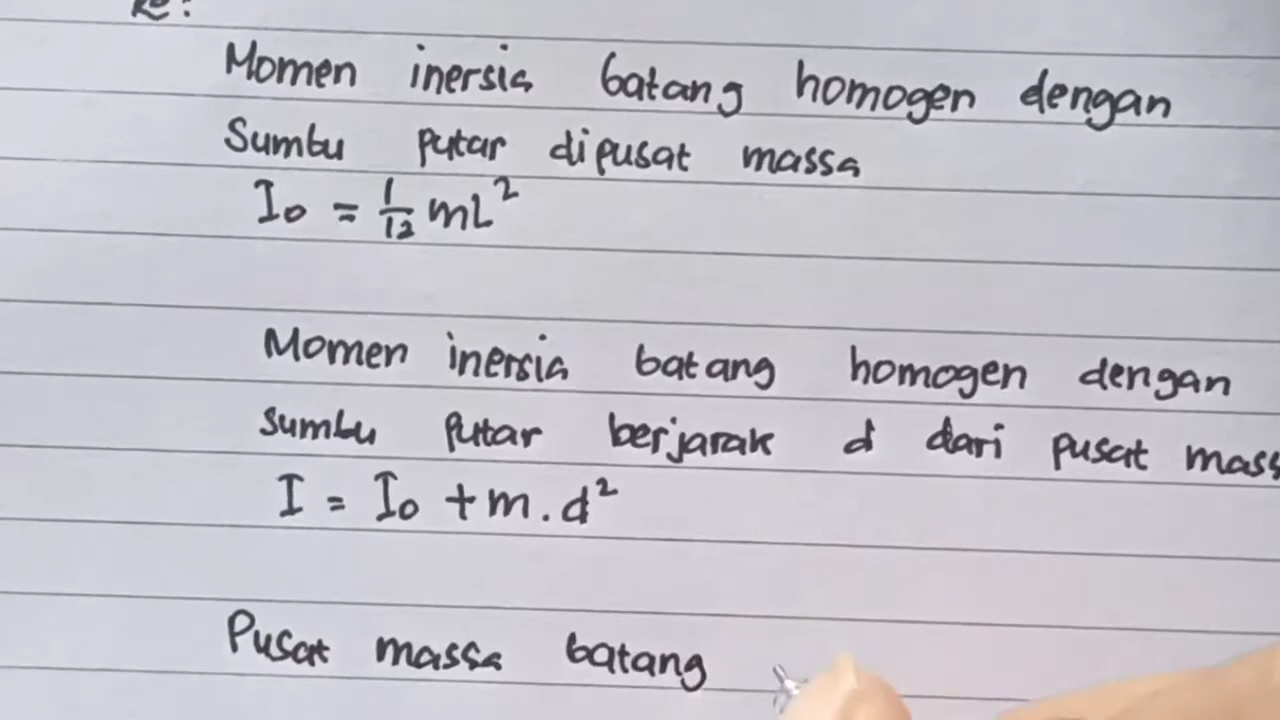 Momen inersia batang homogen dengan
Sumbu putar dipusat massa
I₀ = 1/12 mL²
Momen inersia batang homogen dengan
sumbu putar berjarak d dari pusat mass
I = I₀ + m . d²
Pusat massa batang